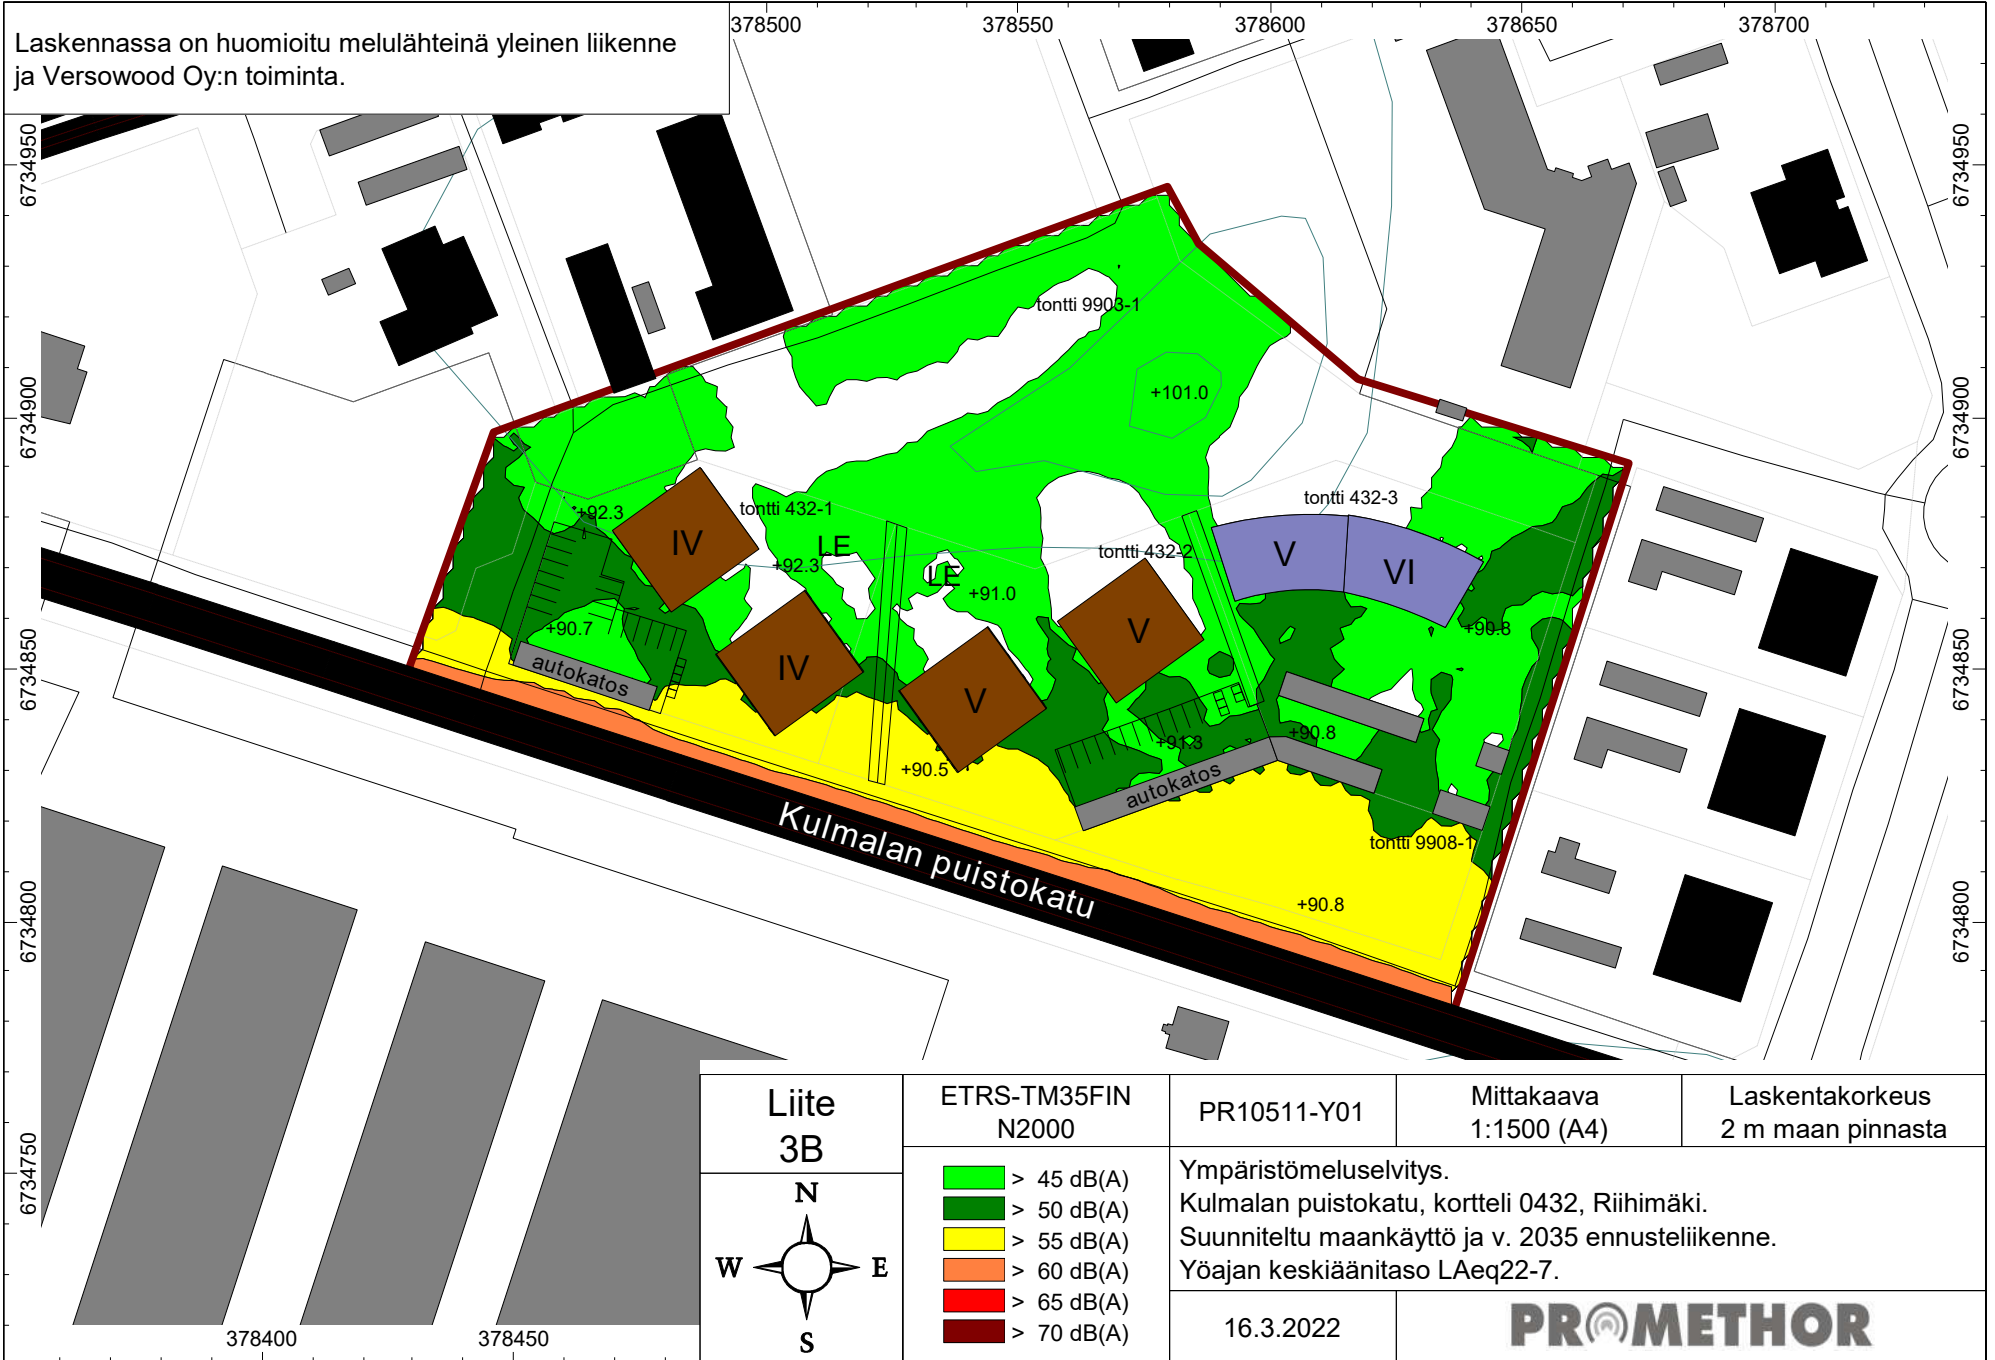 Laskennassa on huomioitu melulähteinä yleinen liikenne
ja Versowood Oy:n toiminta.
378500
378550
378600
378650
378700
6734950
6734950
tontti 9903-1
+101.0
6734900
6734900
tontti 432-3
tontti 432-1
+92.3
IV
LE
+92.3
tontti 432-2
V
VI
LE
+91.0
+90.7
V
+90.8
6734850
6734850
autokatos
IV
V
+91.3
+90.8
+90.5
autokatos
Kulmalan puistokatu
tontti 9908-1
+90.8
6734800
6734800
6734750
378400
378450
Liite
3B
N
W
E
S
ETRS-TM35FIN
N2000
PR10511-Y01
Mittakaava
1:1500 (A4)
Laskentakorkeus
2 m maan pinnasta
> 45 dB(A)
> 50 dB(A)
> 55 dB(A)
> 60 dB(A)
> 65 dB(A)
> 70 dB(A)
Ympäristömeluselvitys.
Kulmalan puistokatu, kortteli 0432, Riihimäki.
Suunniteltu maankäyttö ja v. 2035 ennusteliikenne.
Yöajan keskiäänitaso LAeq22-7.
16.3.2022
PROMETHOR